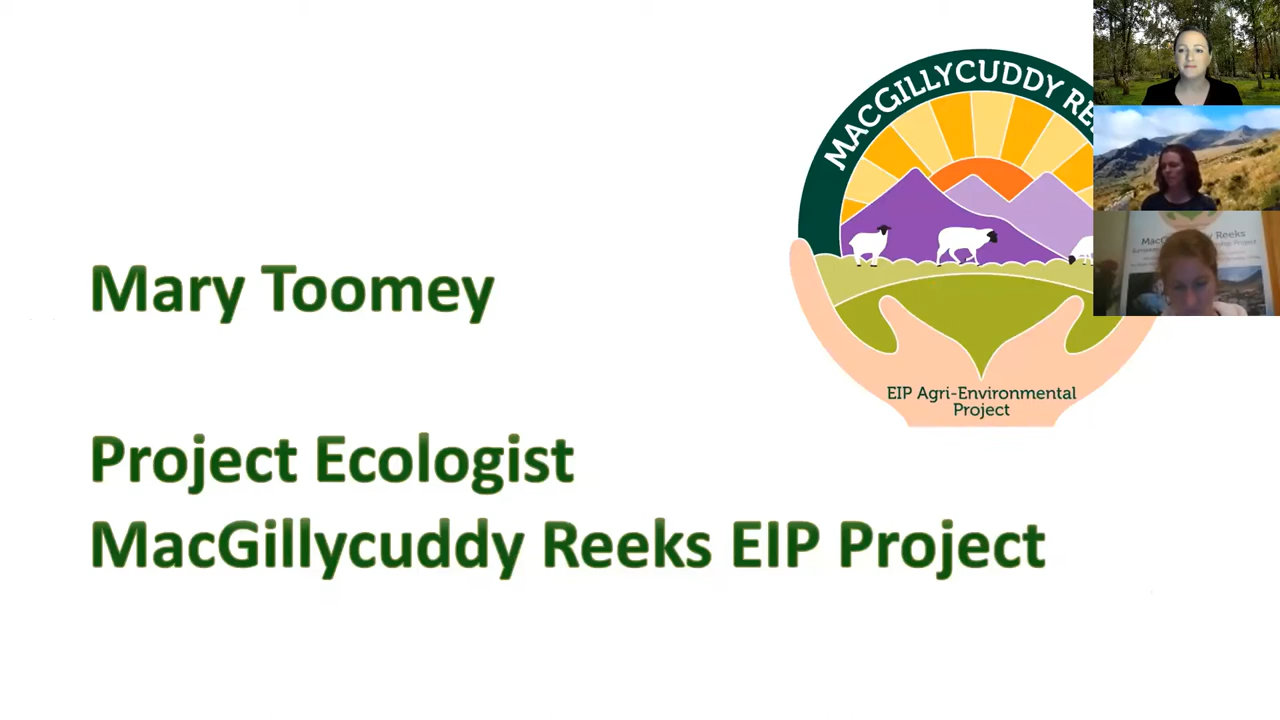 MACGILLYCUDDY RE
Mary Toomey
EIP Agri-Environmental
Project
Project Ecologist
MacGillycuddy Reeks EIP Project